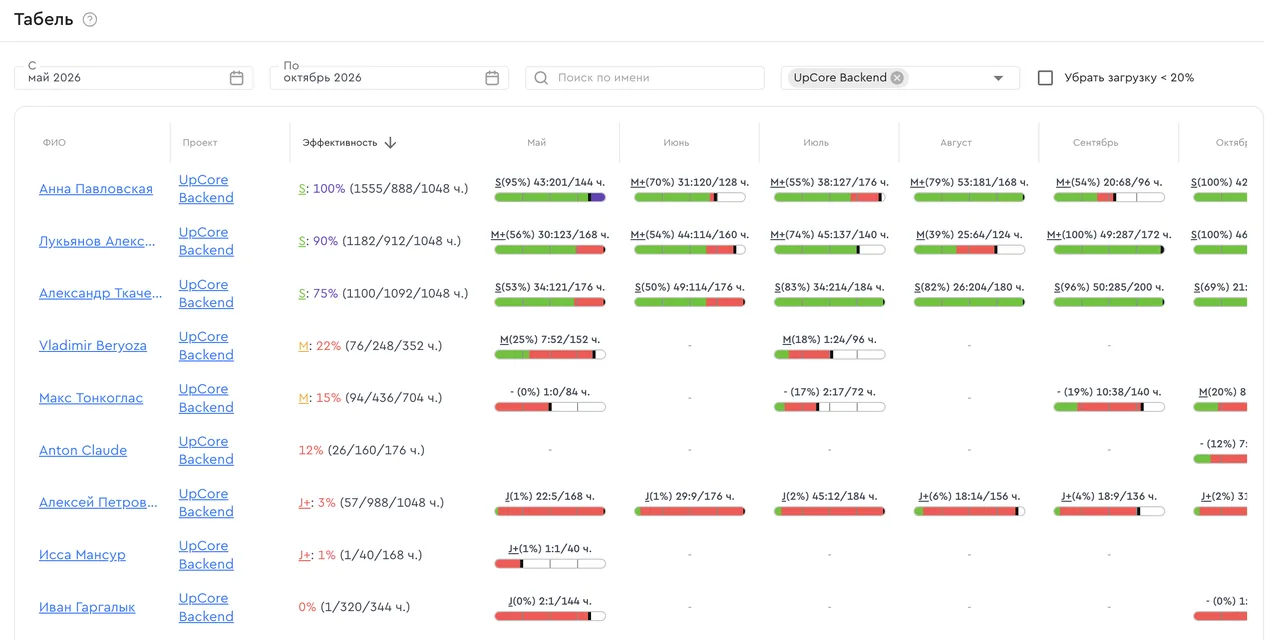 Табель ?
С
май 2026
По
октябрь 2026
Поиск по имени
UpCore Backend
Убрать загрузку < 20%
ФИО Проект Эффективность Май Июнь Июль Август Сентябрь Октябр
Анна Павловская UpCore Backend S: 100% (1555/888/1048 ч.) S(95%) 43:201/144 ч. M+(70%) 31:120/128 ч. M+(55%) 38:127/176 ч. M+(79%) 53:181/168 ч. M+(54%) 20:68/96 ч. S(100%) 42
Лукьянов Алекс... UpCore Backend S: 90% (1182/912/1048 ч.) M+(56%) 30:123/168 ч. M+(54%) 44:114/160 ч. M+(74%) 45:137/140 ч. M(39%) 25:64/124 ч. M+(100%) 49:287/172 ч. S(100%) 46
Александр Ткаче... UpCore Backend S: 75% (1100/1092/1048 ч.) S(53%) 34:121/176 ч. S(50%) 49:114/176 ч. S(83%) 34:214/184 ч. S(82%) 26:204/180 ч. S(96%) 50:285/200 ч. S(69%) 21:
Vladimir Beryoza UpCore Backend M: 22% (76/248/352 ч.) M(25%) 7:52/152 ч. - M(18%) 1:24/96 ч. - -
Макс Тонкоглас UpCore Backend M: 15% (94/436/704 ч.) - (0%) 1:0/84 ч. - - (17%) 2:17/72 ч. - - (19%) 10:38/140 ч. M(20%) 8
Anton Claude UpCore Backend 12% (26/160/176 ч.) - - - - - - (12%) 7:
Алексей Петров... UpCore Backend J+: 3% (57/988/1048 ч.) J(1%) 22:5/168 ч. J(1%) 29:9/176 ч. J(2%) 45:12/184 ч. J+(6%) 18:14/156 ч. J+(4%) 18:9/136 ч. J+(2%) 31
Исса Мансур UpCore Backend J+: 1% (1/40/168 ч.) J+(1%) 1:1/40 ч. - - - -
Иван Гаргалык UpCore Backend 0% (1/320/344 ч.) J(0%) 2:1/144 ч. - - - - - (0%) 1: